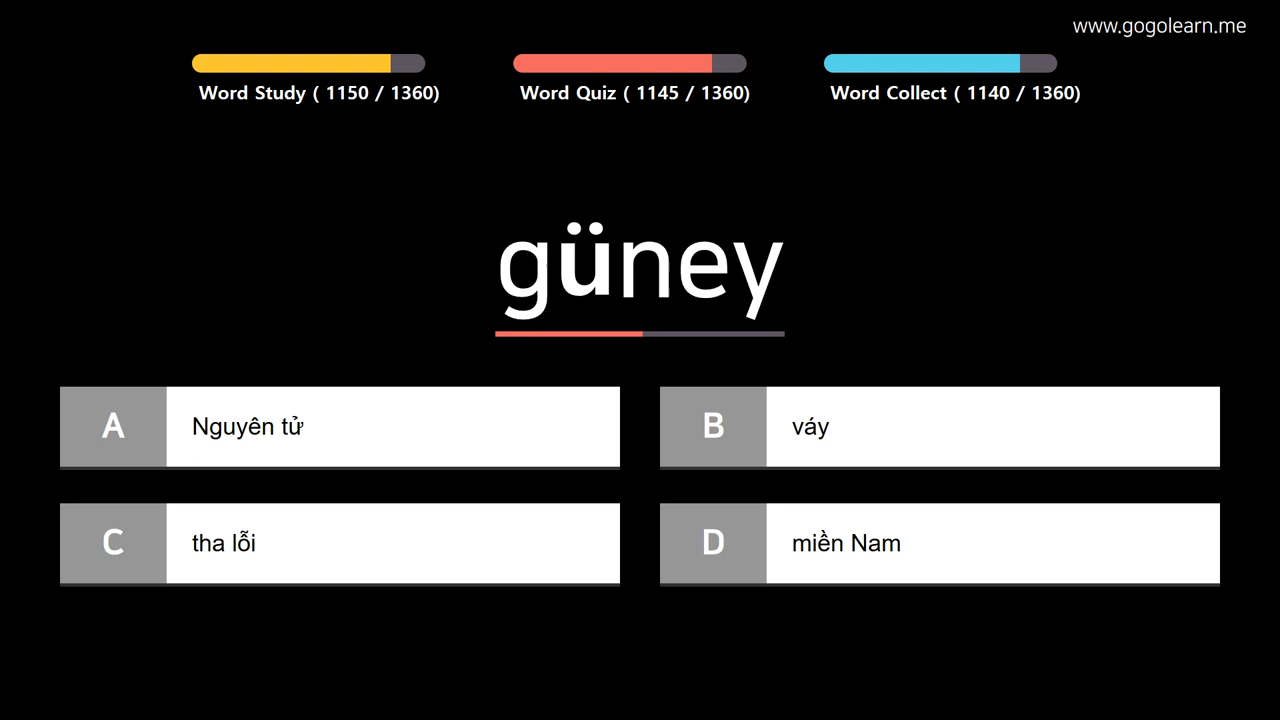 www.gogolearn.me
Word Study ( 1150 / 1360)
Word Quiz ( 1145 / 1360)
Word Collect ( 1140 / 1360)
güney
A
Nguyên tử
B
váy
C
tha lỗi
D
miền Nam